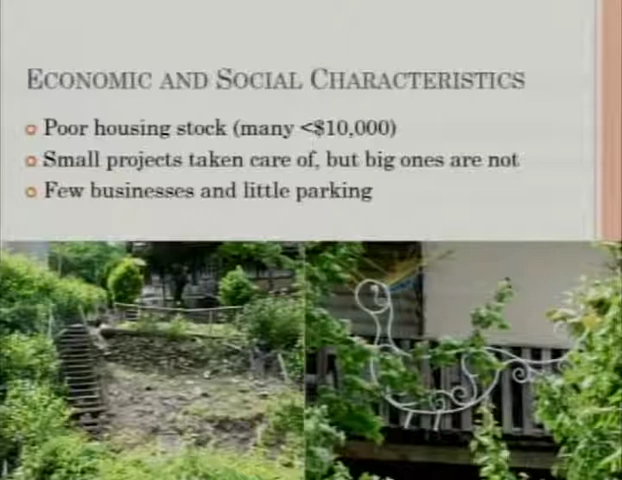 ECONOMIC AND SOCIAL CHARACTERISTICS
Poor housing stock (many <$10,000)
Small projects taken care of, but big ones are not
Few businesses and little parking